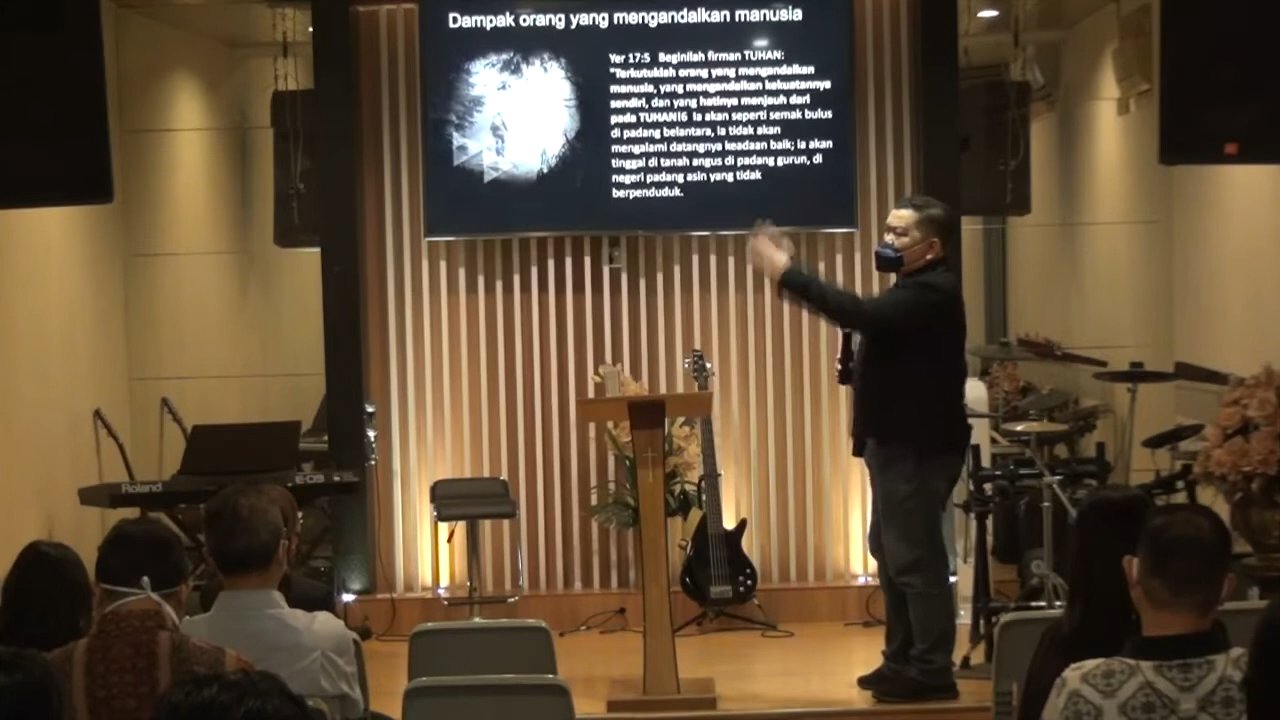 Dampak orang yang mengandalkan manusia
Yer 17:5 Beginilah firman TUHAN:
"Terkutuklah orang yang mengandalkan
manusia, yang mengandalkan kekuatannya
sendiri, dan yang hatinya menjauh dari
pada TUHAN!6 Ia akan seperti semak bulus
di padang belantara, ia tidak akan
mengalami datangnya keadaan baik; ia akan
tinggal di tanah angus di padang gurun, di
negeri padang asin yang tidak
berpenduduk.
Roland
EOS